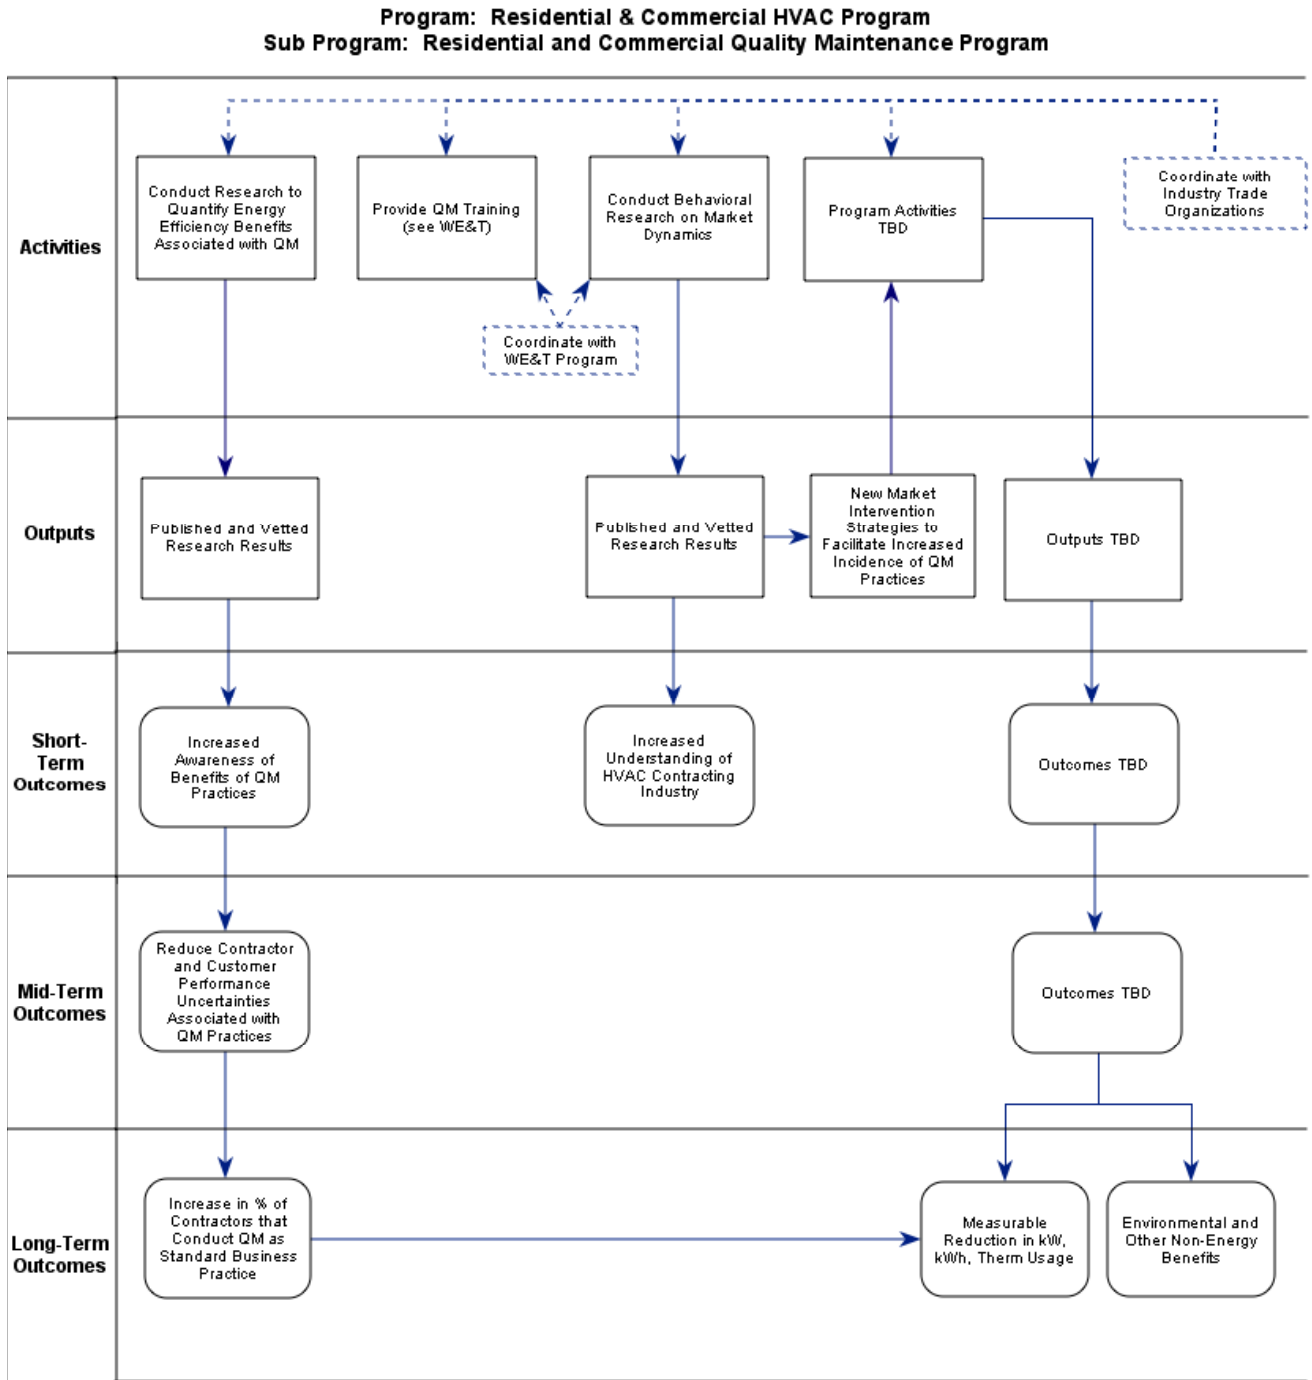 Program: Residential & Commercial HVAC Program
Sub Program: Residential and Commercial Quality Maintenance Program
Activities
Conduct Research to
Quantify Energy
Efficiency Benefits
Associated with QM
Provide QM Training
(see WE&T)
Conduct Behavioral
Research on Market
Dynamics
Program Activities
TBD
Coordinate with
Industry Trade
Organizations
Coordinate with
WE&T Program
Outputs
Published and Vetted
Research Results
Published and Vetted
Research Results
New Market
Intervention
Strategies to
Facilitate Increased
Incidence of QM
Practices
Outputs TBD
Short-
Term
Outcomes
Increased
Awareness of
Benefits of QM
Practices
Increased
Understanding of
HVAC Contracting
Industry
Outcomes TBD
Mid-Term
Outcomes
Reduce Contractor
and Customer
Performance
Uncertainties
Associated with
QM Practices
Outcomes TBD
Long-Term
Outcomes
Increase in % of
Contractors that
Conduct QM as
Standard Business
Practice
Measurable
Reduction in kW,
kWh, Therm Usage
Environmental and
Other Non-Energy
Benefits